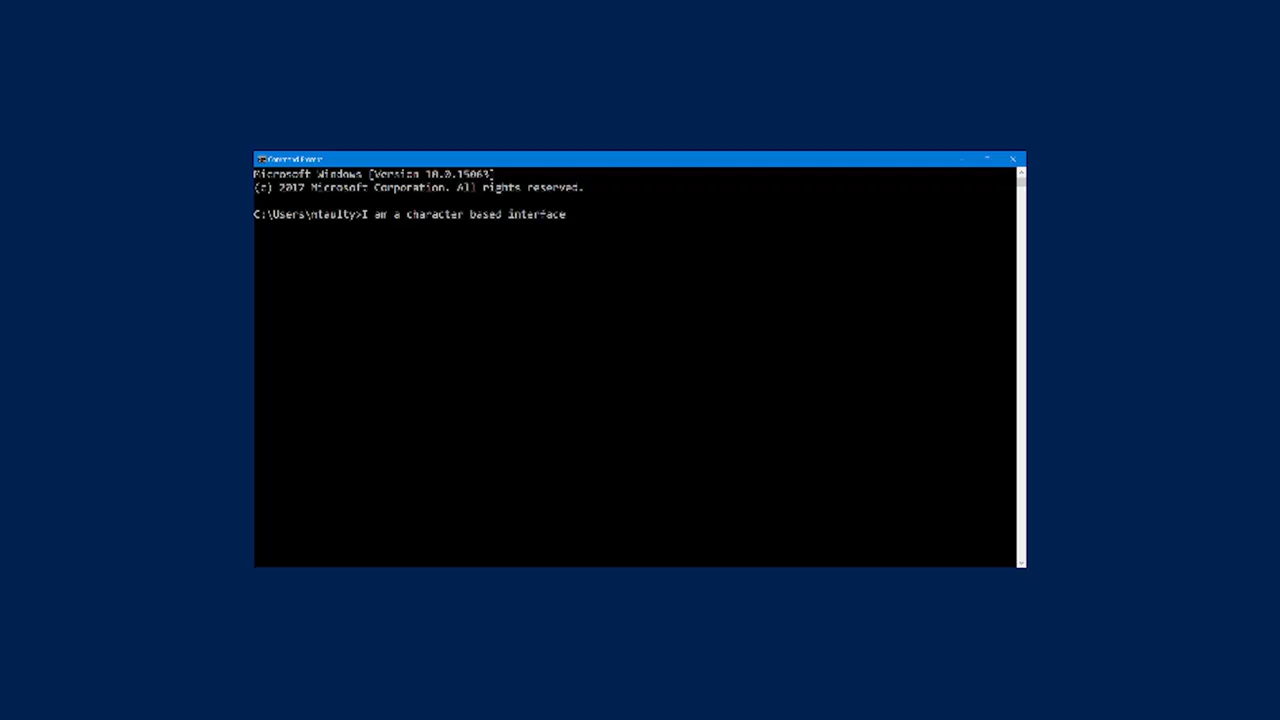 Command Prompt
Microsoft Windows [Version 10.0.15063]
(c) 2017 Microsoft Corporation. All rights reserved.
C:\Users\mtaulty>I am a character based interface